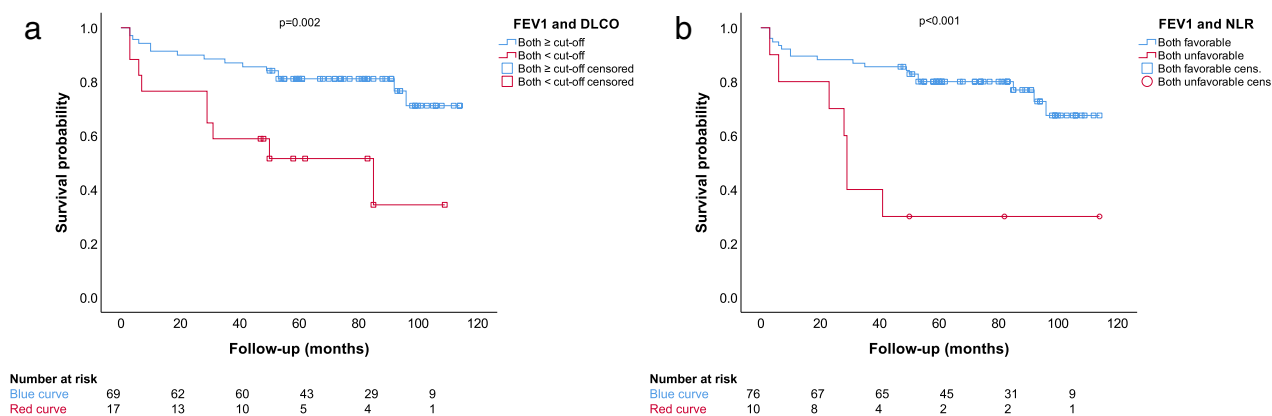 a
p=0.002
FEV1 and DLCO
Both ≥ cut-off
Both < cut-off
Both ≥ cut-off censored
Both < cut-off censored
Survival probability
1.0
0.8
0.6
0.4
0.2
0.0
0 20 40 60 80 100 120
Follow-up (months)
Number at risk
Blue curve 69 62 60 43 29 9
Red curve 17 13 10 5 4 1
b
p<0.001
FEV1 and NLR
Both favorable
Both unfavorable
Both favorable cens.
Both unfavorable cens
Survival probability
1.0
0.8
0.6
0.4
0.2
0.0
0 20 40 60 80 100 120
Follow-up (months)
Number at risk
Blue curve 76 67 65 45 31 9
Red curve 10 8 4 2 2 1